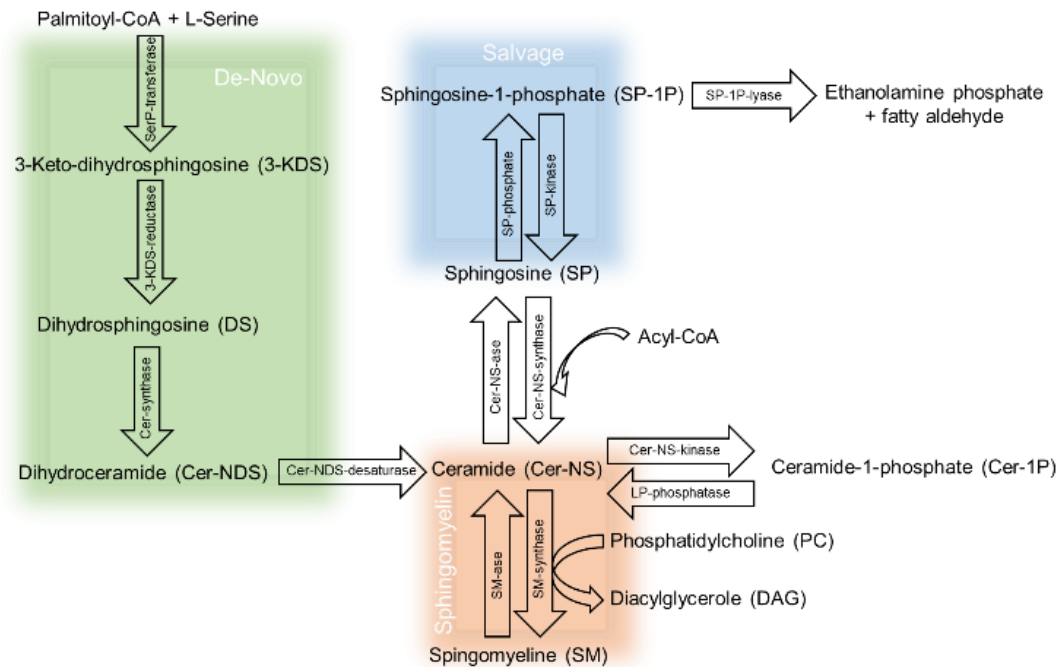 Palmitoyl-CoA + L-Serine
De-Novo
SerP-transferase
3-Keto-dihydrosphingosine (3-KDS)
3-KDS-reductase
Dihydrosphingosine (DS)
Cer-synthase
Dihydroceramide (Cer-NDS)
Cer-NDS-desaturase
Salvage
Sphingosine-1-phosphate (SP-1P)
SP-1P-lyase
Ethanolamine phosphate
+ fatty aldehyde
SP-phosphate
SP-kinase
Sphingosine (SP)
Cer-NS-ase
Cer-NS-synthase
Acyl-CoA
Ceramide (Cer-NS)
Cer-NS-kinase
LP-phosphatase
Ceramide-1-phosphate (Cer-1P)
Sphingomyelin
SM-ase
SM-synthase
Phosphatidylcholine (PC)
Diacylglycerole (DAG)
Spingomyeline (SM)